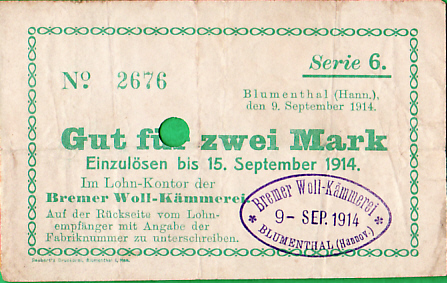 Serie 6.
No. 2676
Blumenthal (Hann.),
den 9. September 1914.
Gut für zwei Mark
Einzulösen bis 15. September 1914.
Im Lohn-Kontor der
Bremer Woll-Kämmerei.
Auf der Rückseite vom Lohn-
empfänger mit Angabe der
Fabriknummer zu unterschreiben.
* Bremer Woll-Kämmerei *
9- SEP. 1914
BLUMENTHAL (Hannov.)